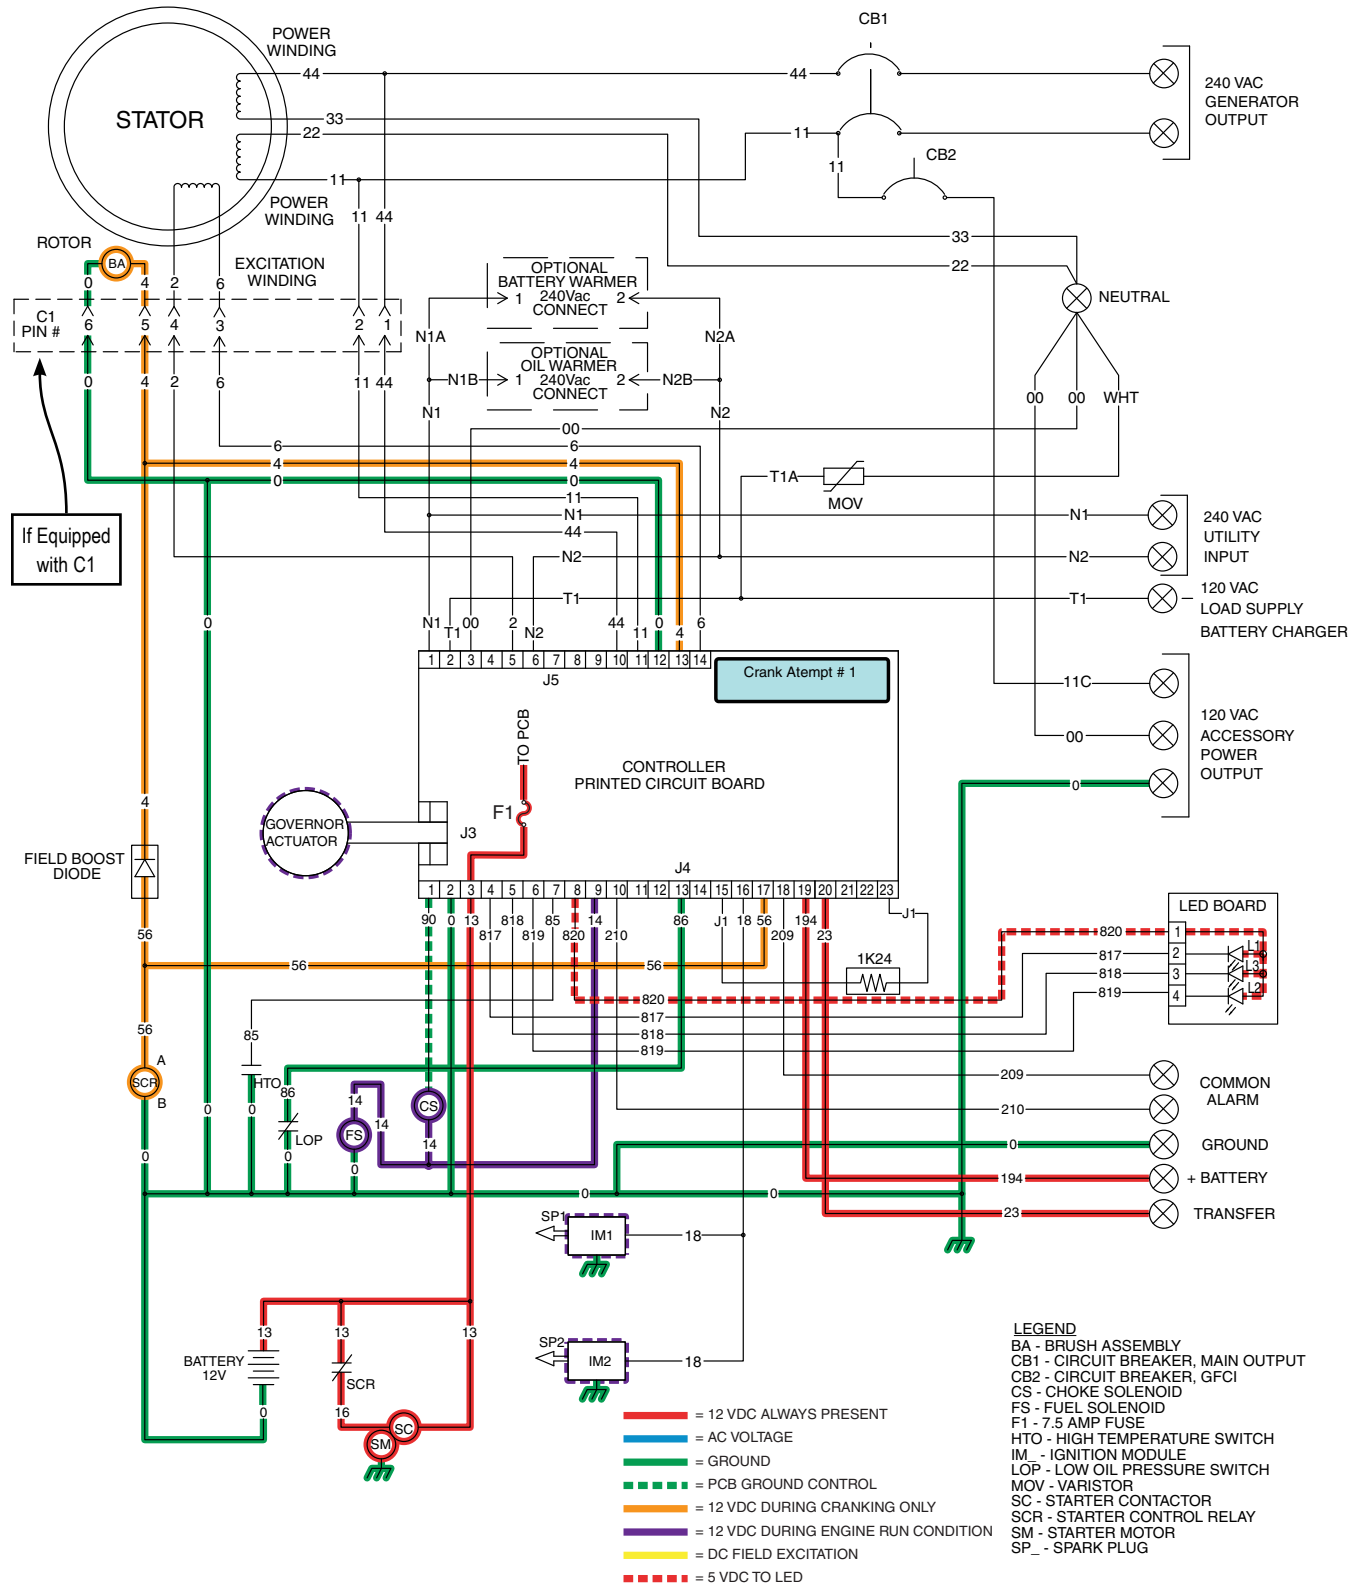 POWER
WINDING
CB1
44
44
240 VAC
GENERATOR
OUTPUT
STATOR
33
22
11
11
CB2
11
POWER
WINDING
11
44
33
22
ROTOR
BA
EXCITATION
WINDING
0
4
2
6
C1
PIN #
6
5
4
3
2
1
0
4
2
6
11
44
OPTIONAL
BATTERY WARMER
1
240Vac
2
CONNECT
NEUTRAL
N1A
N2A
OPTIONAL
OIL WARMER
N1B
1
240Vac
2
N2B
CONNECT
N1
N2
00
00
WHT
00
6
6
4
4
0
0
T1A
MOV
11
N1
N1
44
N2
N2
240 VAC
UTILITY
INPUT
If Equipped
with C1
T1
T1
120 VAC
LOAD SUPPLY
BATTERY CHARGER
0
N1
T1
00
2
N2
44
11
0
4
6
1 2 3 4 5 6 7 8 9 10 11 12 13 14
J5
Crank Atempt # 1
11C
00
0
120 VAC
ACCESSORY
POWER
OUTPUT
TO PCB
CONTROLLER
PRINTED CIRCUIT BOARD
4
F1
GOVERNOR
ACTUATOR
J3
FIELD BOOST
DIODE
J4
1 2 3 4 5 6 7 8 9 10 11 12 13 14 15 16 17 18 19 20 21 22 23
90
0
13
817
818
819
85
820
14
210
86
J1
18
56
209
194
23
J1
LED BOARD
820
1
817
2
L1
818
3
L3
819
4
L2
56
56
56
1K24
820
817
818
819
56
85
A
SCR
B
HTO
86
0
0
LOP
0
0
14
14
FS
0
CS
14
209
210
COMMON
ALARM
0
GROUND
194
+ BATTERY
0
0
23
TRANSFER
SP1
IM1
18
SP2
IM2
18
13
13
13
BATTERY
12V
SCR
0
16
SC
SM
= 12 VDC ALWAYS PRESENT
= AC VOLTAGE
= GROUND
= PCB GROUND CONTROL
= 12 VDC DURING CRANKING ONLY
= 12 VDC DURING ENGINE RUN CONDITION
= DC FIELD EXCITATION
= 5 VDC TO LED
LEGEND
BA - BRUSH ASSEMBLY
CB1 - CIRCUIT BREAKER, MAIN OUTPUT
CB2 - CIRCUIT BREAKER, GFCI
CS - CHOKE SOLENOID
FS - FUEL SOLENOID
F1 - 7.5 AMP FUSE
HTO - HIGH TEMPERATURE SWITCH
IM_ - IGNITION MODULE
LOP - LOW OIL PRESSURE SWITCH
MOV - VARISTOR
SC - STARTER CONTACTOR
SCR - STARTER CONTROL RELAY
SM - STARTER MOTOR
SP_ - SPARK PLUG